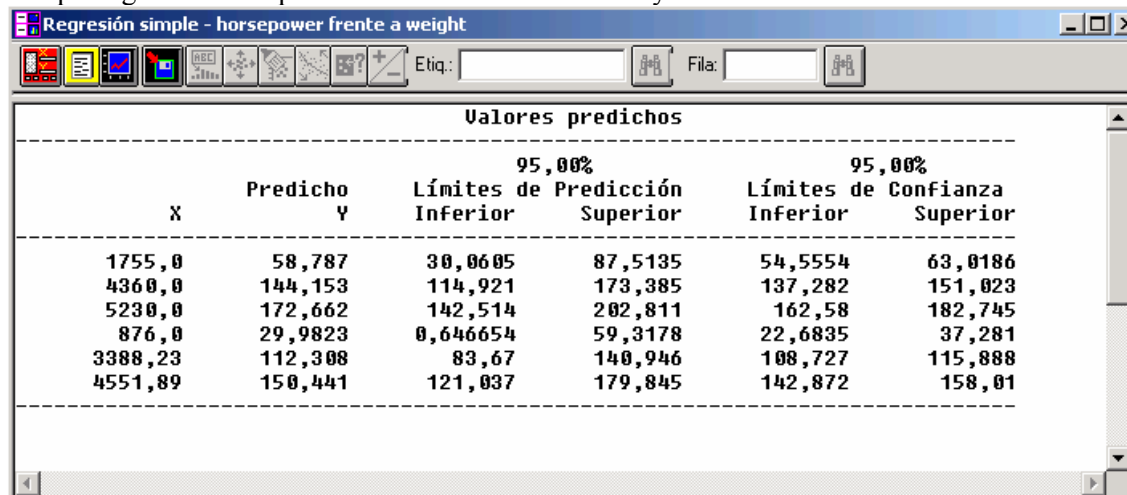 Regresión simple - horsepower frente a weight
ABC Etiq.: Fila:
Valores predichos
95,00% 95,00%
Predicho Límites de Predicción Límites de Confianza
X Y Inferior Superior Inferior Superior
1755,0 58,787 30,0605 87,5135 54,5554 63,0186
4360,0 144,153 114,921 173,385 137,282 151,023
5230,0 172,662 142,514 202,811 162,58 182,745
876,0 29,9823 0,646654 59,3178 22,6835 37,281
3388,23 112,308 83,67 140,946 108,727 115,888
4551,89 150,441 121,037 179,845 142,872 158,01